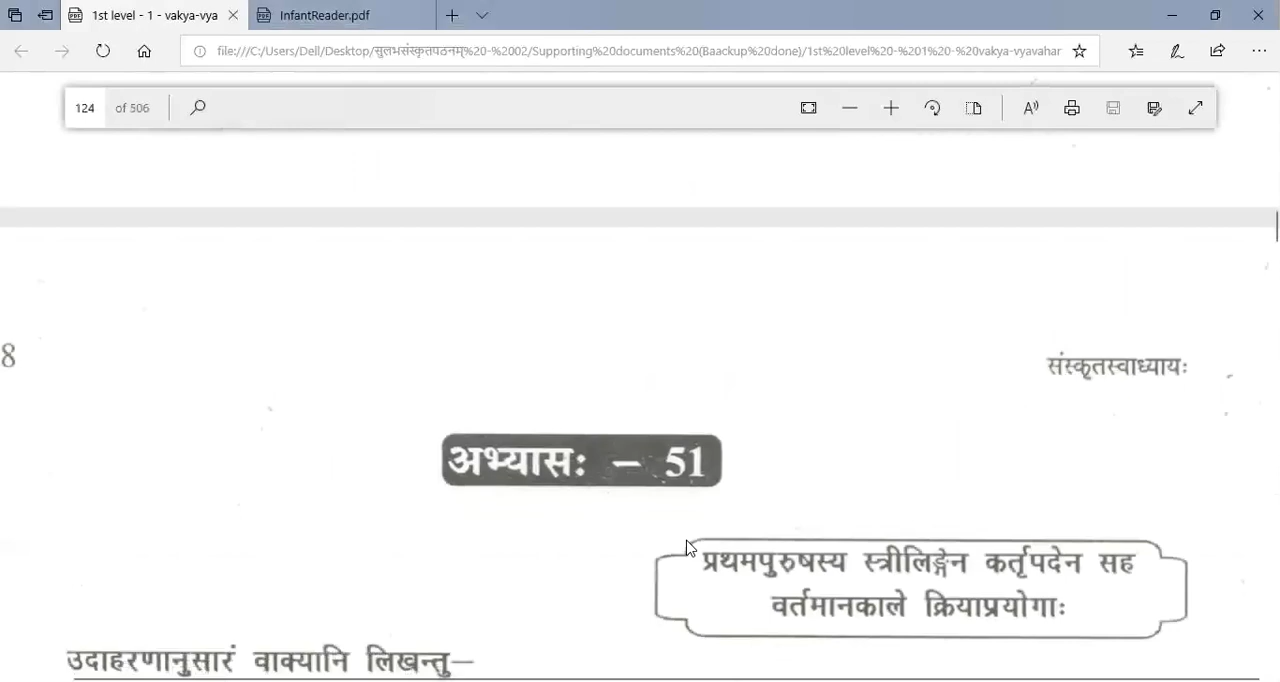 1st level - 1 - vakya-vya
InfantReader.pdf
file:///C:/Users/Dell/Desktop/सुलभसंस्कृतपठनम्%20-%2002/Supporting%20documents%20(Baackup%20done)/1st%20level%20-%201%20-%20vakya-vyavahar
124 of 506
8
संस्कृतस्वाध्यायः
अभ्यासः – 51
प्रथमपुरुषस्य स्त्रीलिङ्गेन कर्तृपदेन सह
वर्तमानकाले क्रियाप्रयोगाः
उदाहरणानुसारं वाक्यानि लिखन्तु—